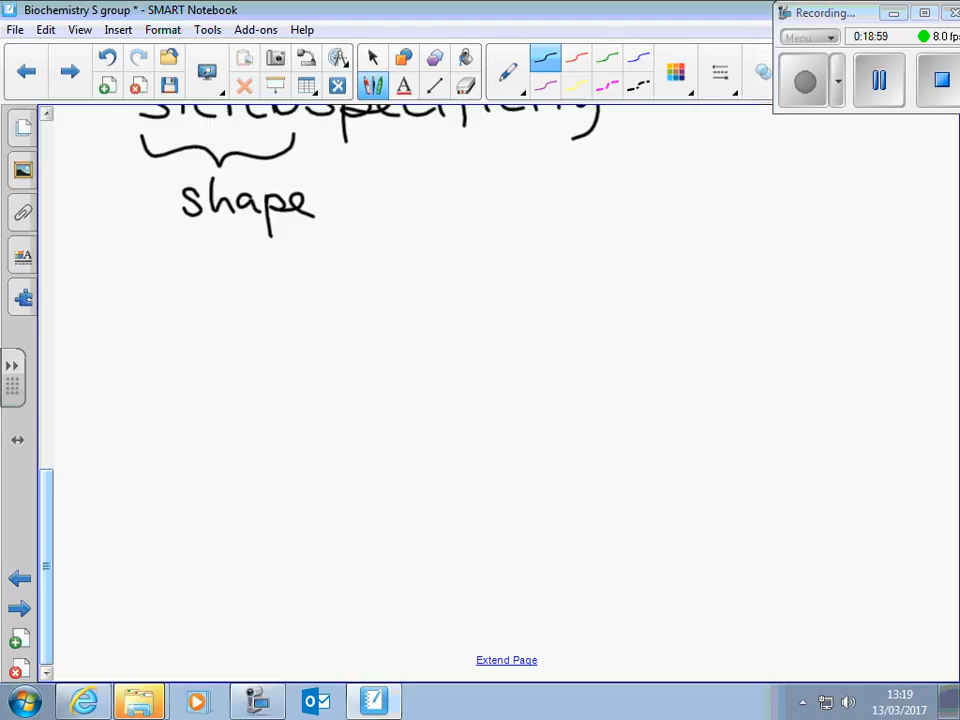 Biochemistry S group * - SMART Notebook
Recording...
File Edit View Insert Format Tools Add-ons Help
Menu
0:18:59
8.0 fp
shape
Extend Page
13:19
13/03/2017